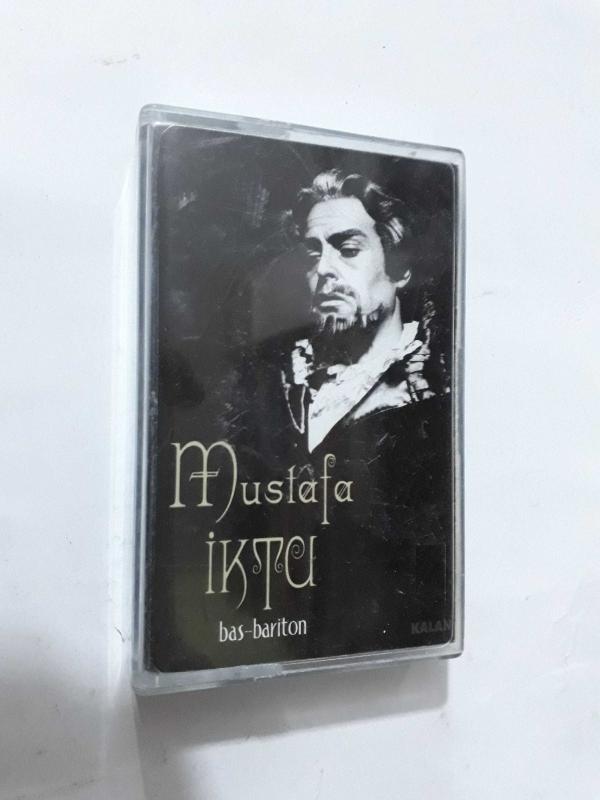 Mustafa
İKTU
bas-bariton
KALAN